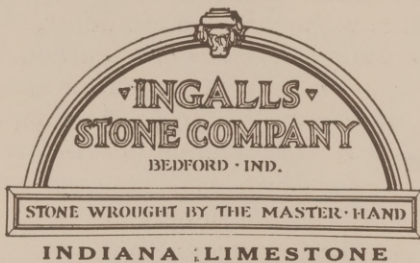 ▾INGALLS▾
STONE COMPANY
BEDFORD · IND.
STONE WROUGHT BY THE MASTER · HAND
INDIANA LIMESTONE